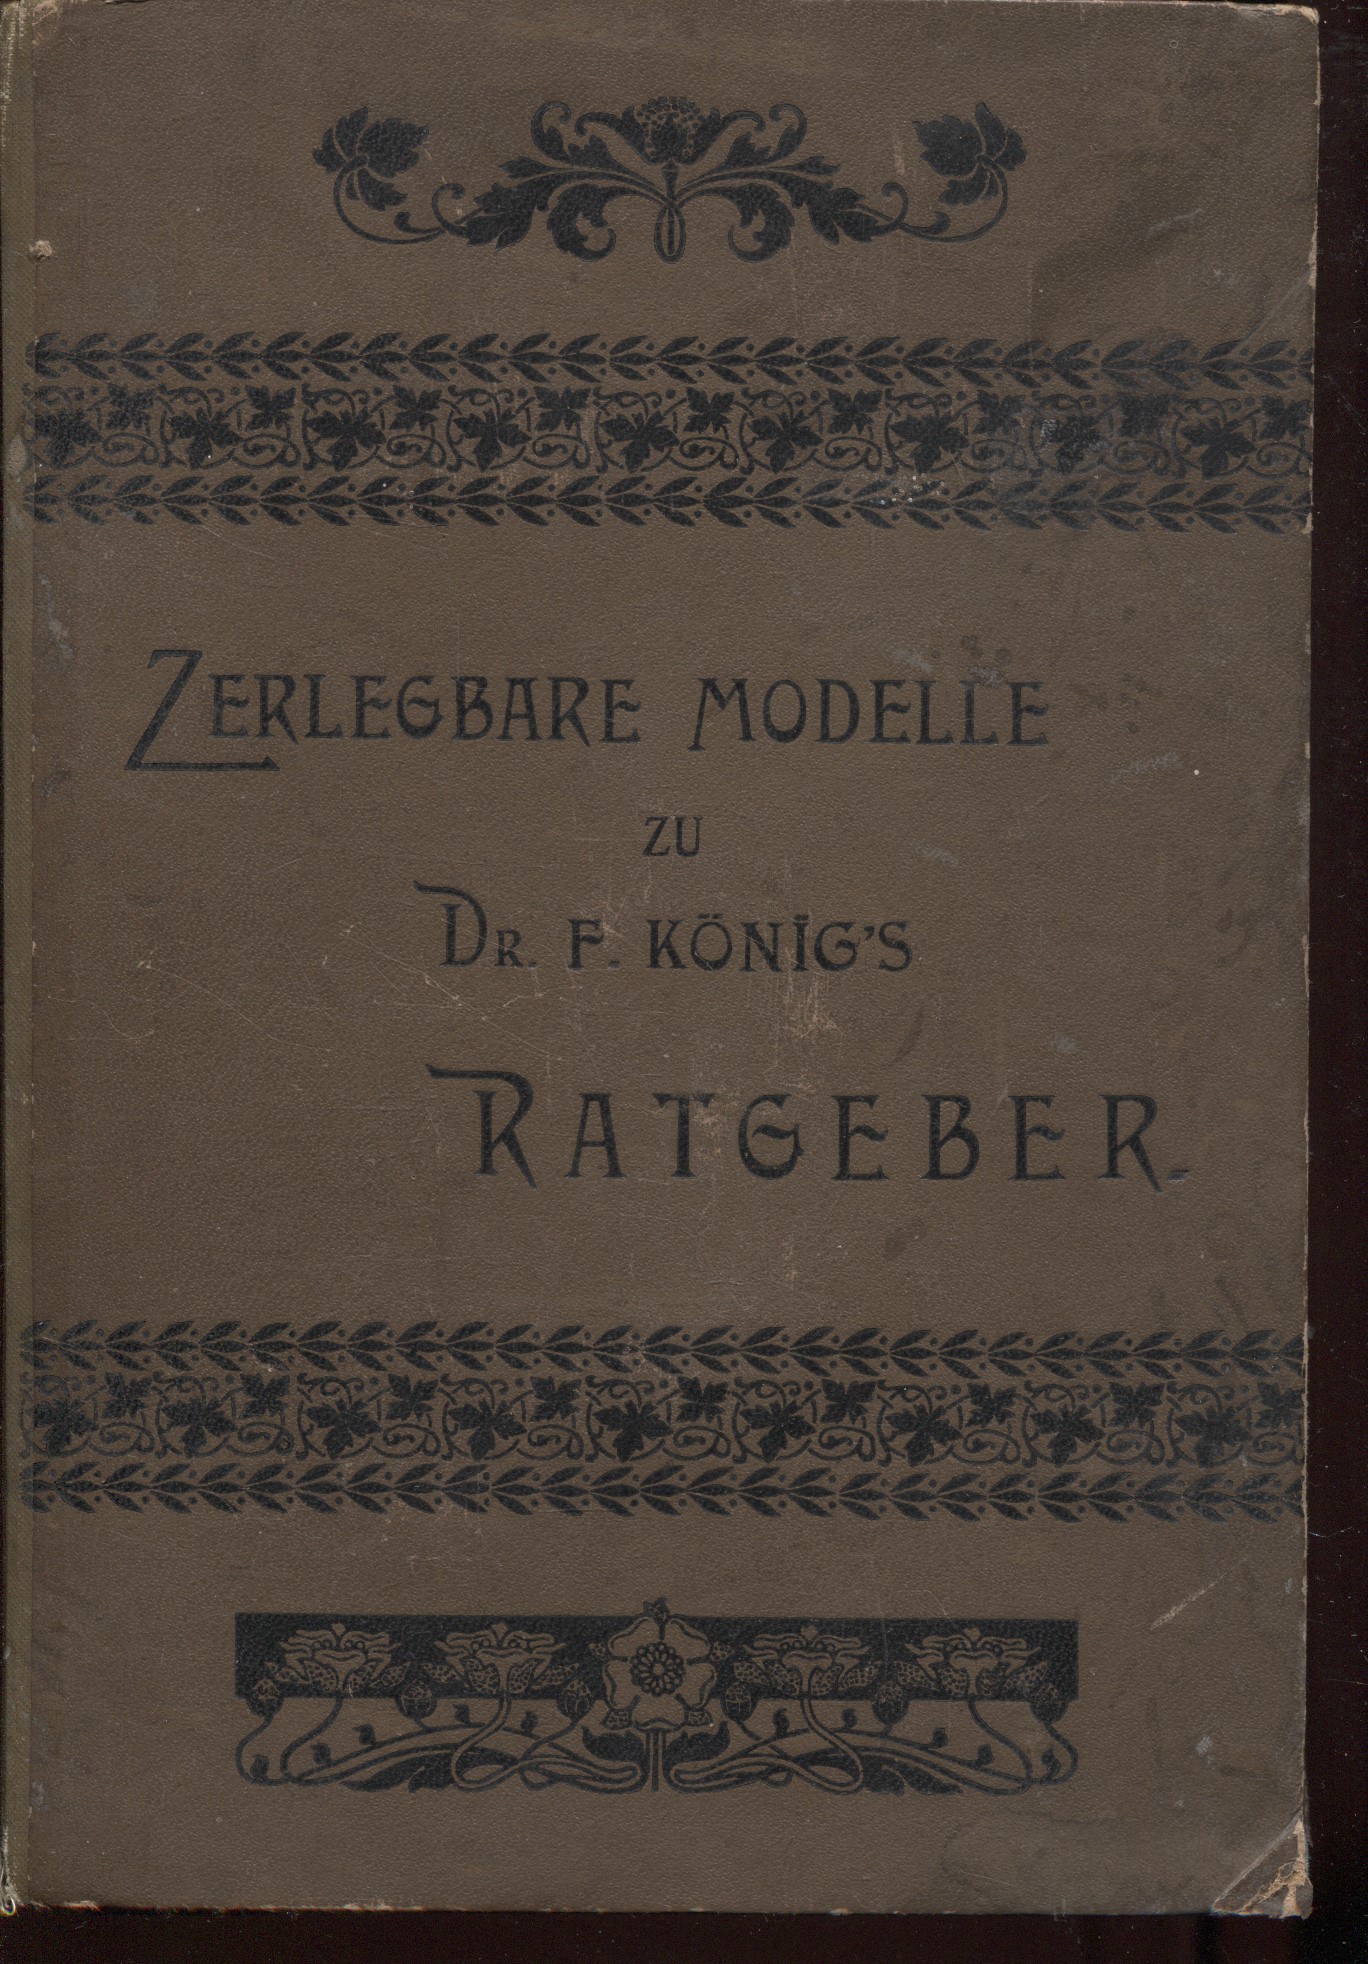 ZERLEGBARE MODELLE
ZU
DR. F. KÖNIG'S
RATGEBER.